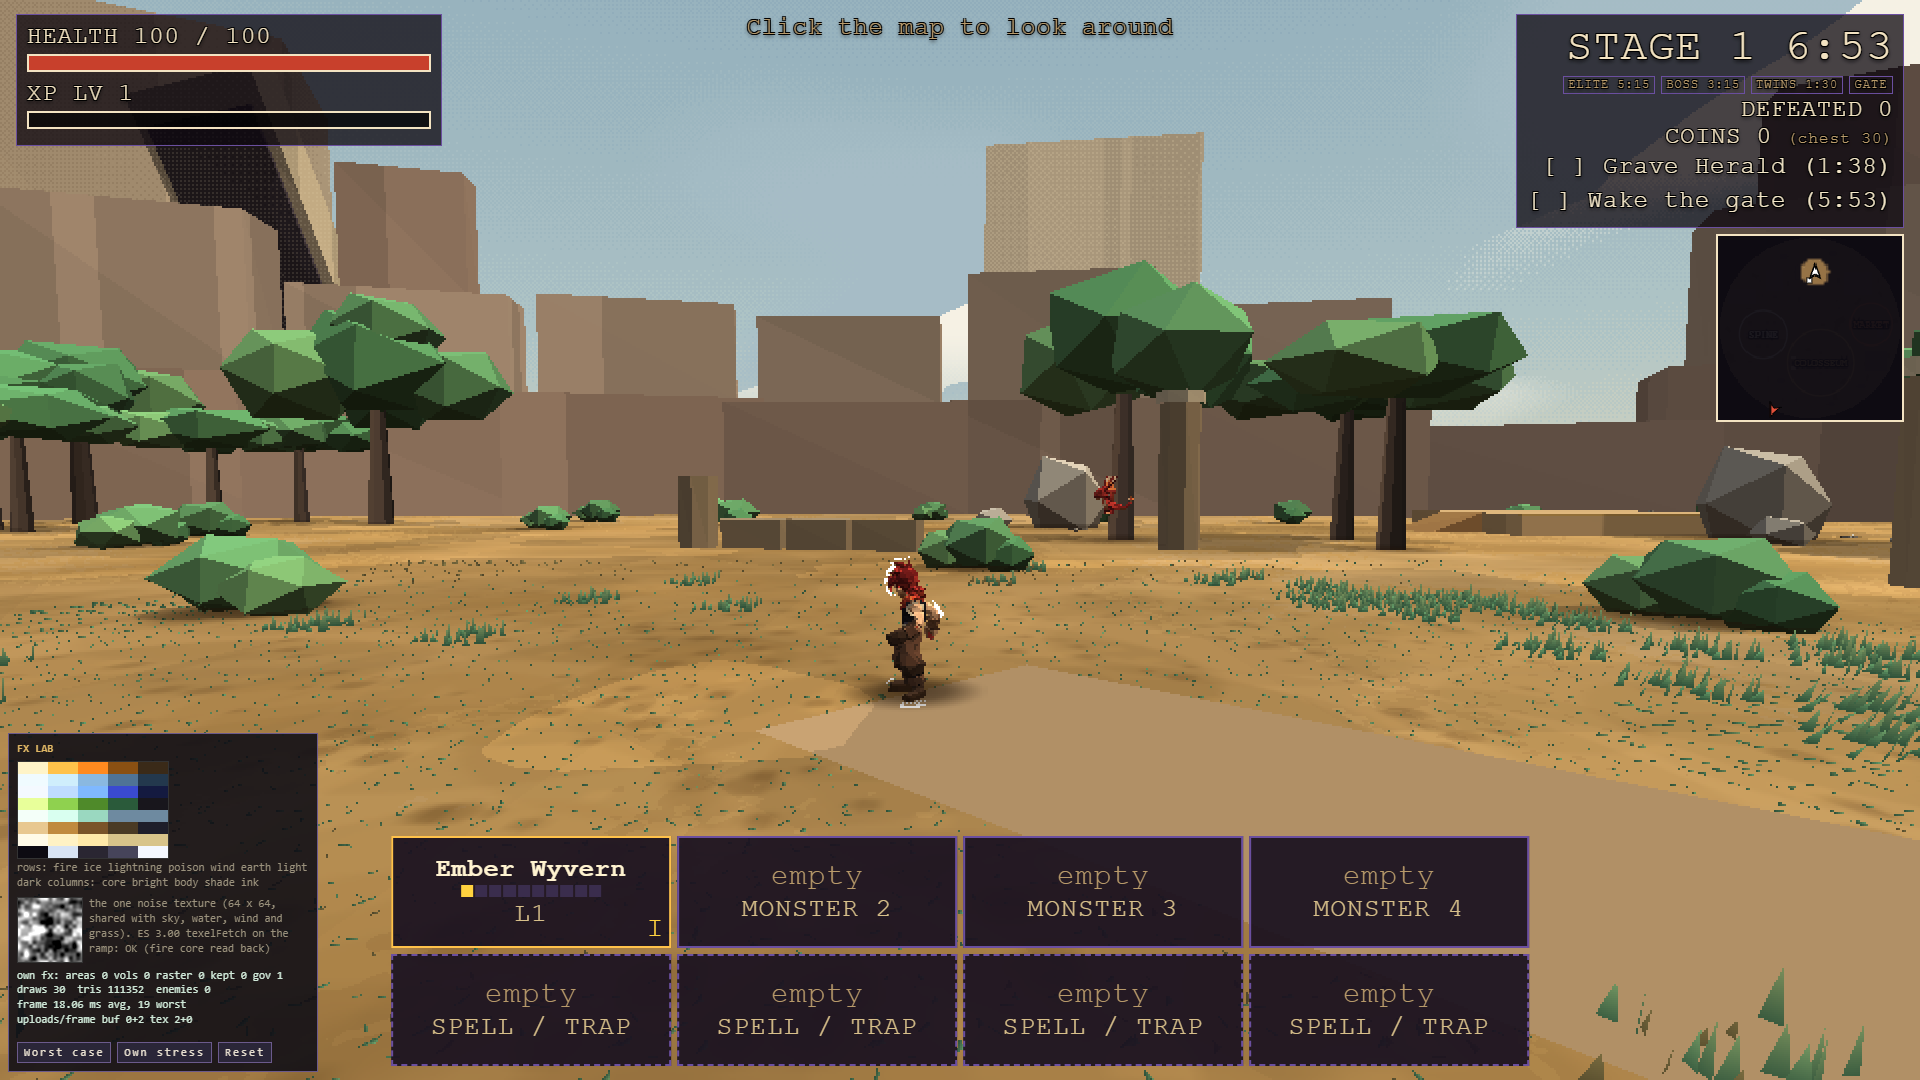 HEALTH 100 / 100
XP LV 1
Click the map to look around
STAGE 1 6:53
ELITE 5:15 BOSS 3:15 TWINS 1:30 GATE
DEFEATED 0
COINS 0 (chest 30)
[ ] Grave Herald (1:38)
[ ] Wake the gate (5:53)
FX LAB
rows: fire ice lightning poison wind earth light
dark columns: core bright body shade ink
the one noise texture (64 x 64,
shared with sky, water, wind and
grass). ES 3.00 texelFetch on the
ramp: OK (fire core read back)
own fx: areas 0 vols 0 raster 0 kept 0 gov 1
draws 30 tris 111352 enemies 0
frame 18.06 ms avg, 19 worst
uploads/frame buf 0+2 tex 2+0
Worst case Own stress Reset
Ember Wyvern
L1
I
empty
MONSTER 2
empty
MONSTER 3
empty
MONSTER 4
empty
SPELL / TRAP
empty
SPELL / TRAP
empty
SPELL / TRAP
empty
SPELL / TRAP